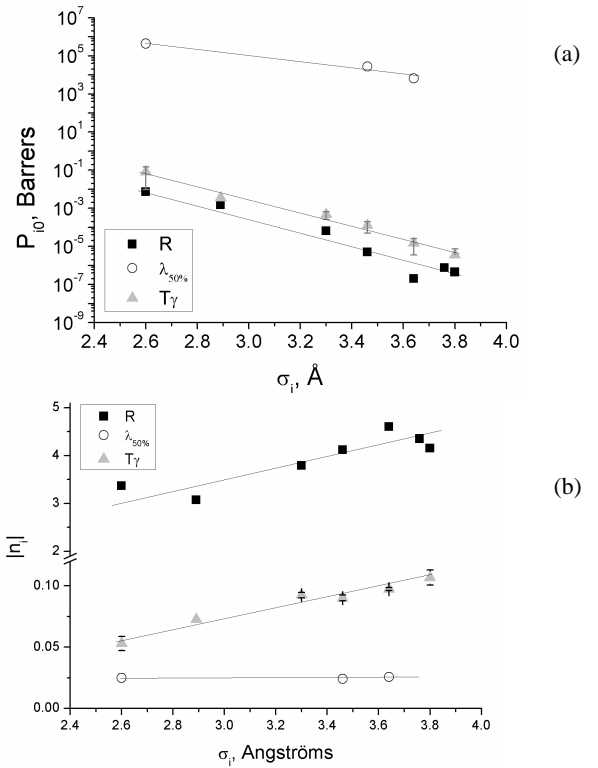 (a)
P_i0, Barrers
10^7
10^5
10^3
10^1
10^-1
10^-3
10^-5
10^-7
10^-9
R
λ_50%
Tγ
2.4 2.6 2.8 3.0 3.2 3.4 3.6 3.8 4.0
σ_i, Å
(b)
|n_i|
5
4
3
2
0.10
0.05
0.00
R
λ_50%
Tγ
2.4 2.6 2.8 3.0 3.2 3.4 3.6 3.8 4.0
σ_i, Angströms